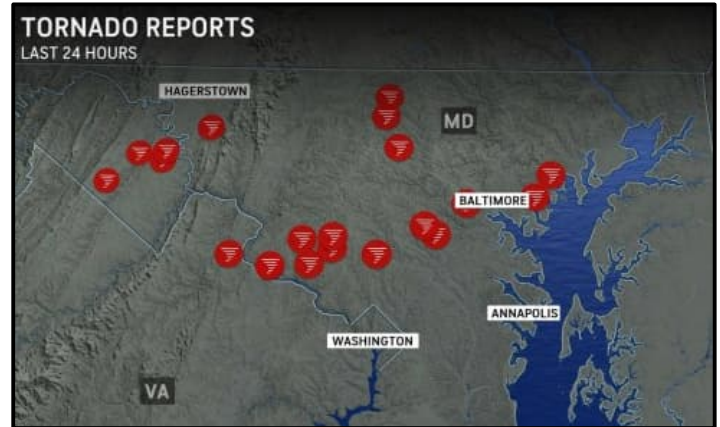 TORNADO REPORTS
LAST 24 HOURS
HAGERSTOWN
MD
BALTIMORE
ANNAPOLIS
WASHINGTON
VA